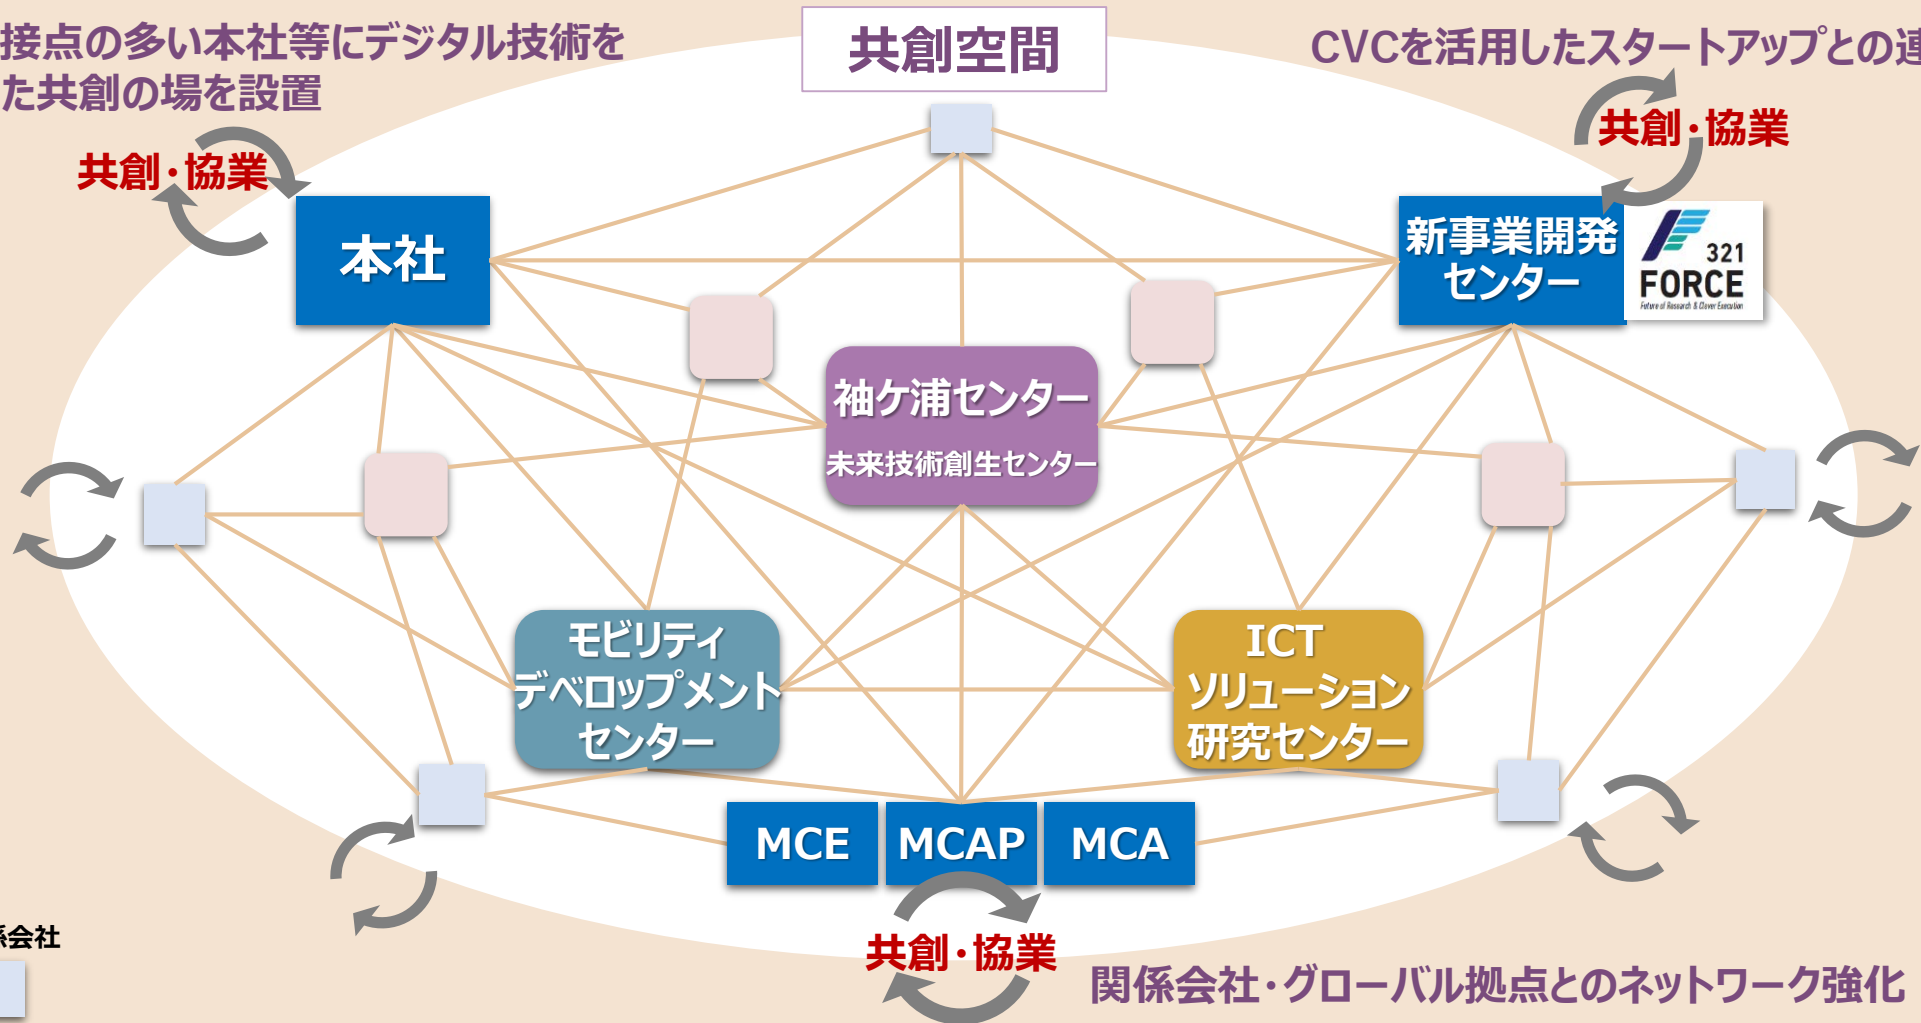 接点の多い本社等にデジタル技術を
た共創の場を設置
共創空間
CVCを活用したスタートアップとの連
共創・協業
共創・協業
本社
新事業開発
センター
321
FORCE
Future of Research & Clever Execution
袖ケ浦センター
未来技術創生センター
モビリティ
デベロップメント
センター
ICT
ソリューション
研究センター
MCE
MCAP
MCA
係会社
共創・協業
関係会社・グローバル拠点とのネットワーク強化